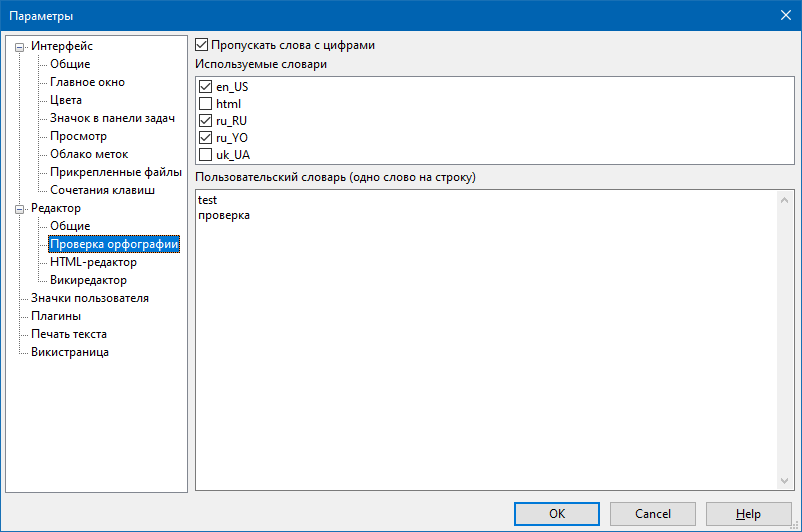 Параметры
Интерфейс
Общие
Главное окно
Цвета
Значок в панели задач
Просмотр
Облако меток
Прикрепленные файлы
Сочетания клавиш
Редактор
Общие
Проверка орфографии
HTML-редактор
Викиредактор
Значки пользователя
Плагины
Печать текста
Викистраница
Пропускать слова с цифрами
Используемые словари
en_US
html
ru_RU
ru_YO
uk_UA
Пользовательский словарь (одно слово на строку)
test
проверка
OK
Cancel
Help